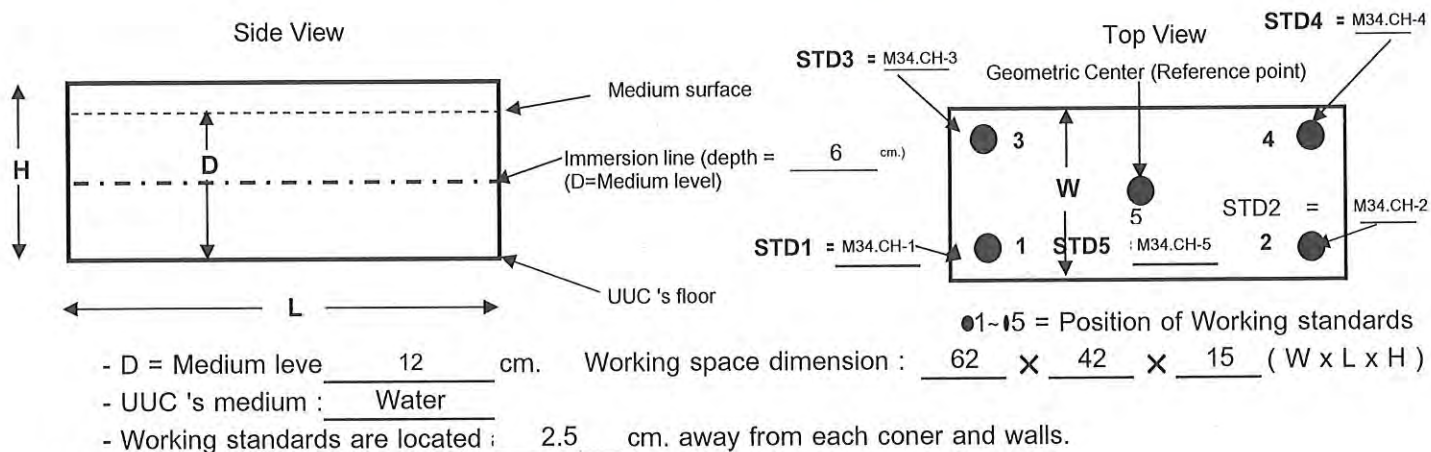 Side View
H
D
L
Medium surface
Immersion line (depth = 6 cm.)
(D=Medium level)
UUC 's floor
STD4 = M34.CH-4
Top View
STD3 = M34.CH-3
Geometric Center (Reference point)
3
4
W
5
STD2 = M34.CH-2
STD1 = M34.CH-1
1
STD5 : M34.CH-5
2
●1~●5 = Position of Working standards
- D = Medium leve 12 cm. Working space dimension : 62 × 42 × 15 ( W x L x H )
- UUC 's medium : Water
- Working standards are located 2.5 cm. away from each coner and walls.